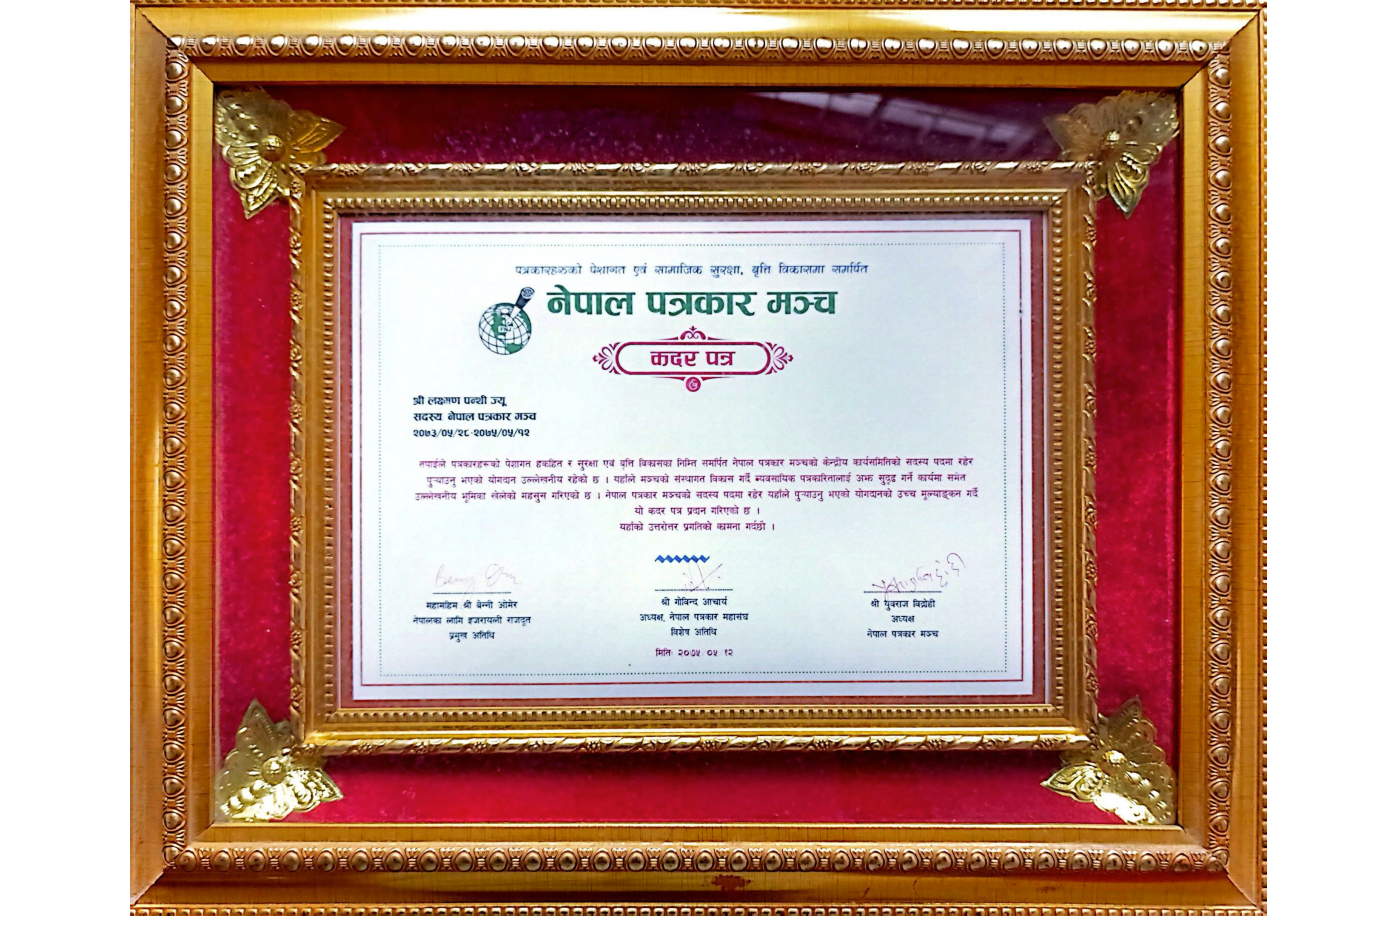 पत्रकारहरुको पेशागत एवं सामाजिक सुरक्षा, बृत्ति विकासमा समर्पित
नेपाल पत्रकार मञ्च
कदर पत्र
श्री लक्ष्मण पन्थी ज्यू
सदस्य नेपाल पत्रकार मञ्च
२०७३/०५/२८-२०७५/०५/१२
तपाईले पत्रकारहरूको पेशागत हकहित र सुरक्षा एवं बृत्ति विकासका निम्ति समर्पित नेपाल पत्रकार मञ्चको केन्द्रीय कार्यसमितिको सदस्य पदमा रहेर
पुऱ्याउनु भएको योगदान उल्लेखनीय रहेको छ । यहाँले मञ्चको संस्थागत विकास गर्दै ब्यवसायिक पत्रकारितालाई अझ सुदृढ गर्ने कार्यमा समेत
उल्लेखनीय भूमिका खेलेको महसुस गरिएको छ । नेपाल पत्रकार मञ्चको सदस्य पदमा रहेर यहाँले पुऱ्याउनु भएको योगदानको उच्च मूल्याङ्कन गर्दै
यो कदर पत्र प्रदान गरिएको छ ।
यहाँको उत्तरोत्तर प्रगतिको कामना गर्दछौं ।
महामहिम श्री बेन्नी ओमेर
नेपालका लागि इजरायली राजदूत
प्रमुख अतिथि
श्री गोविन्द आचार्य
अध्यक्ष, नेपाल पत्रकार महासंघ
विशेष अतिथि
श्री युवराज विद्रोही
अध्यक्ष
नेपाल पत्रकार मञ्च
मितिः २०७५/०५/१२